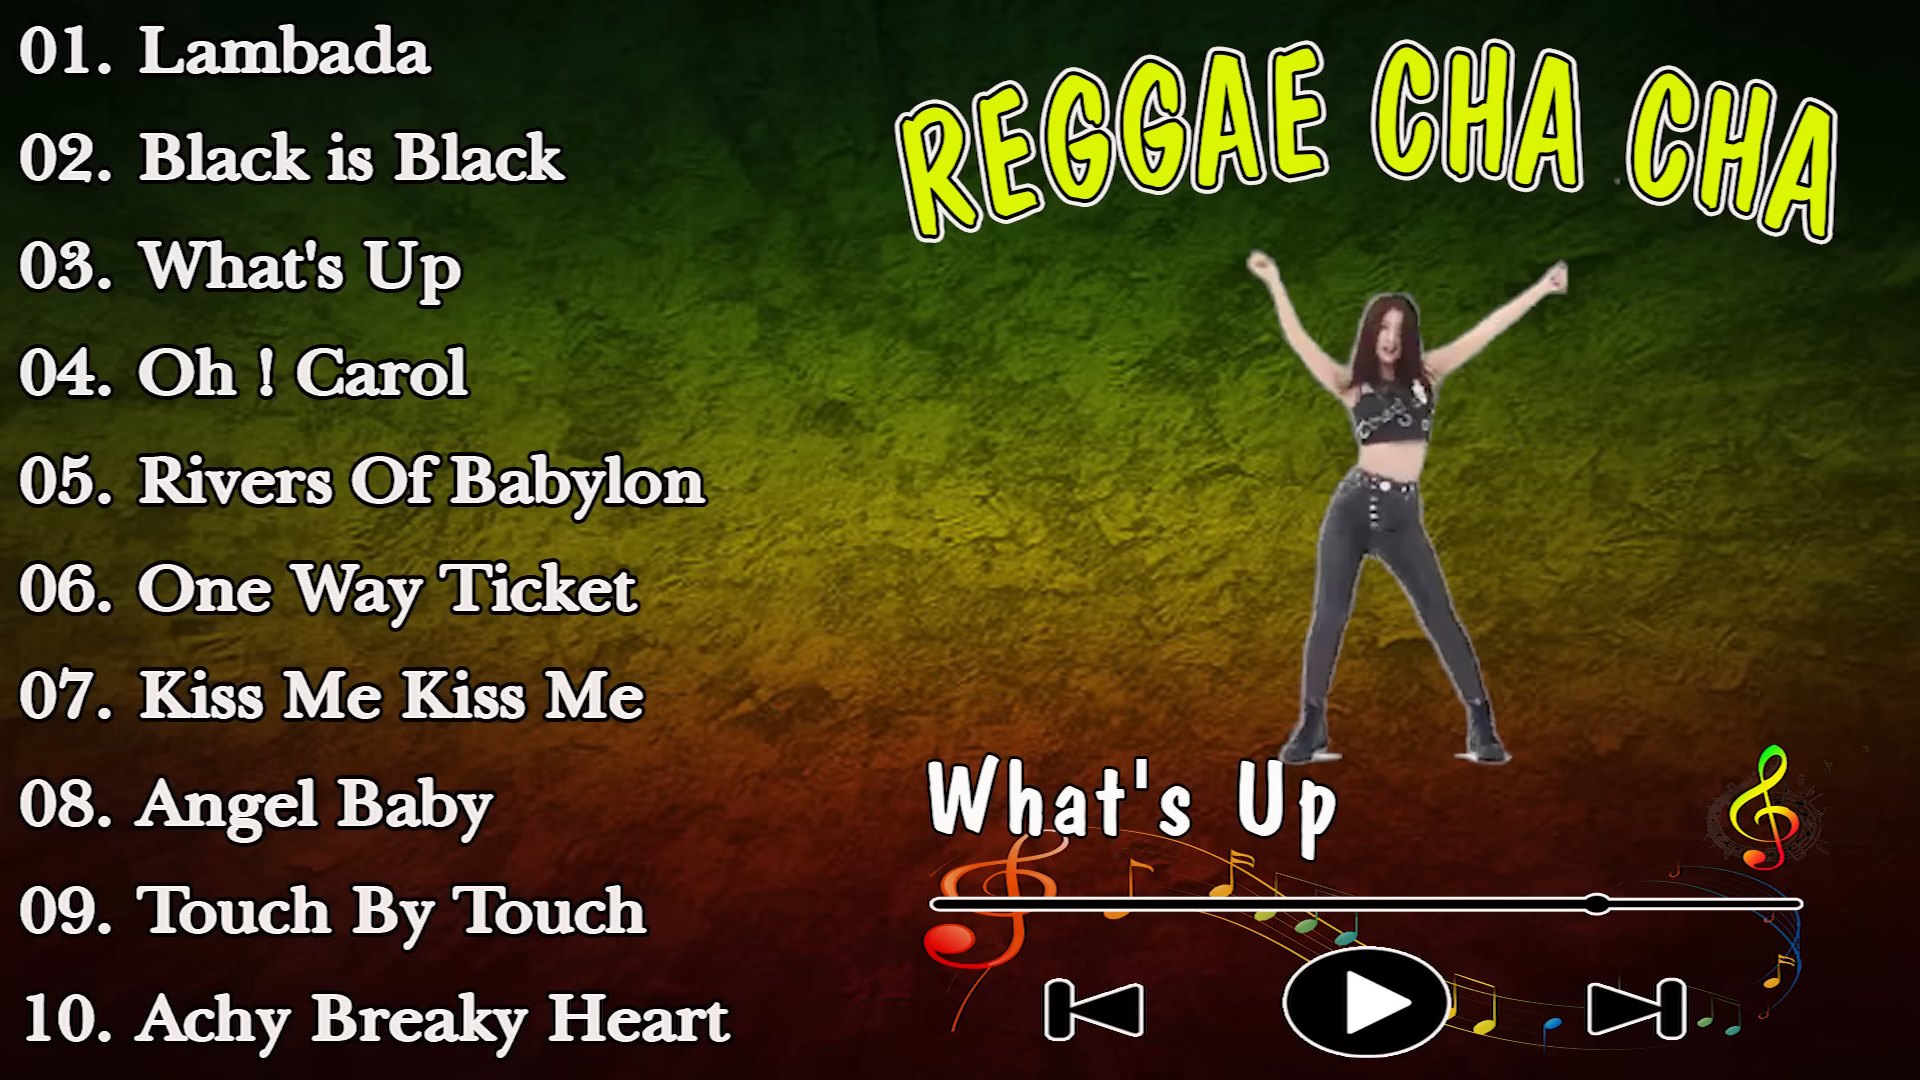 01. Lambada
02. Black is Black
03. What's Up
04. Oh ! Carol
05. Rivers Of Babylon
06. One Way Ticket
07. Kiss Me Kiss Me
08. Angel Baby
09. Touch By Touch
10. Achy Breaky Heart
REGGAE CHA CHA
What's Up